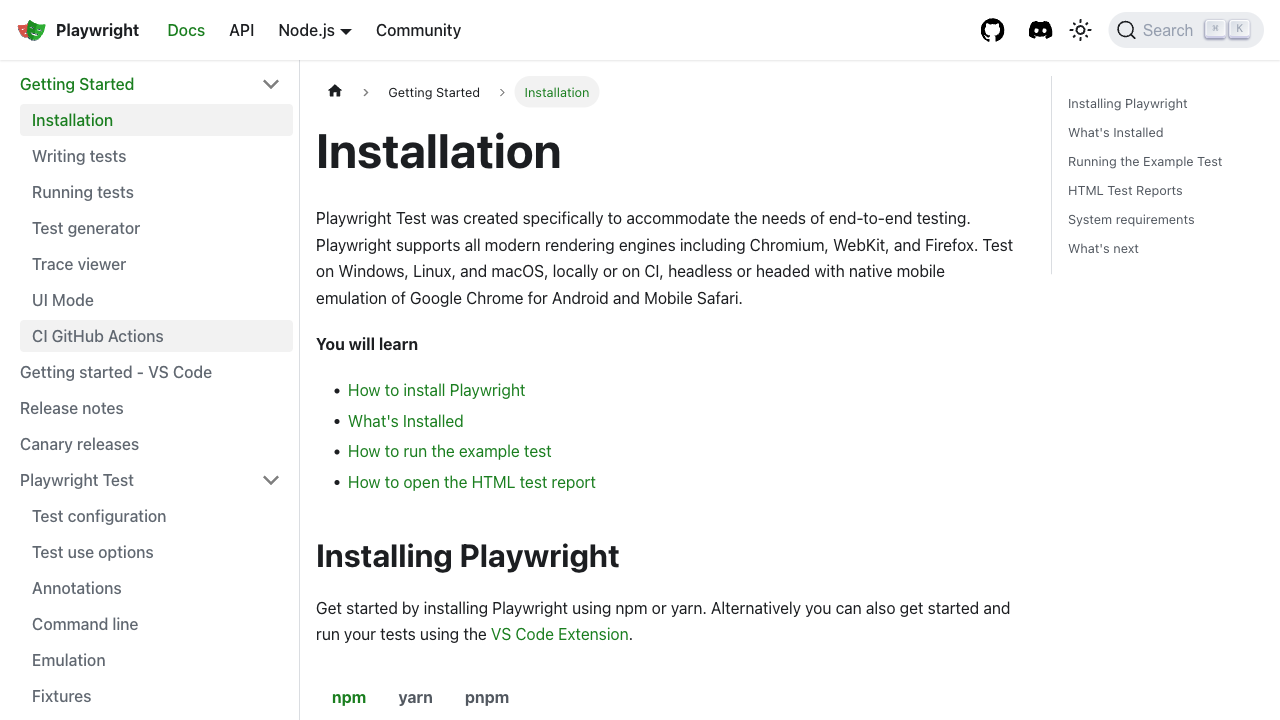 Playwright
Docs
API
Node.js
Community
Search
⌘
K
Getting Started
Installation
Writing tests
Running tests
Test generator
Trace viewer
UI Mode
CI GitHub Actions
Getting started - VS Code
Release notes
Canary releases
Playwright Test
Test configuration
Test use options
Annotations
Command line
Emulation
Fixtures
Getting Started
Installation
Installation
Playwright Test was created specifically to accommodate the needs of end-to-end testing.
Playwright supports all modern rendering engines including Chromium, WebKit, and Firefox. Test
on Windows, Linux, and macOS, locally or on CI, headless or headed with native mobile
emulation of Google Chrome for Android and Mobile Safari.
You will learn
• How to install Playwright
• What's Installed
• How to run the example test
• How to open the HTML test report
Installing Playwright
Get started by installing Playwright using npm or yarn. Alternatively you can also get started and
run your tests using the VS Code Extension.
npm
yarn
pnpm
Installing Playwright
What's Installed
Running the Example Test
HTML Test Reports
System requirements
What's next